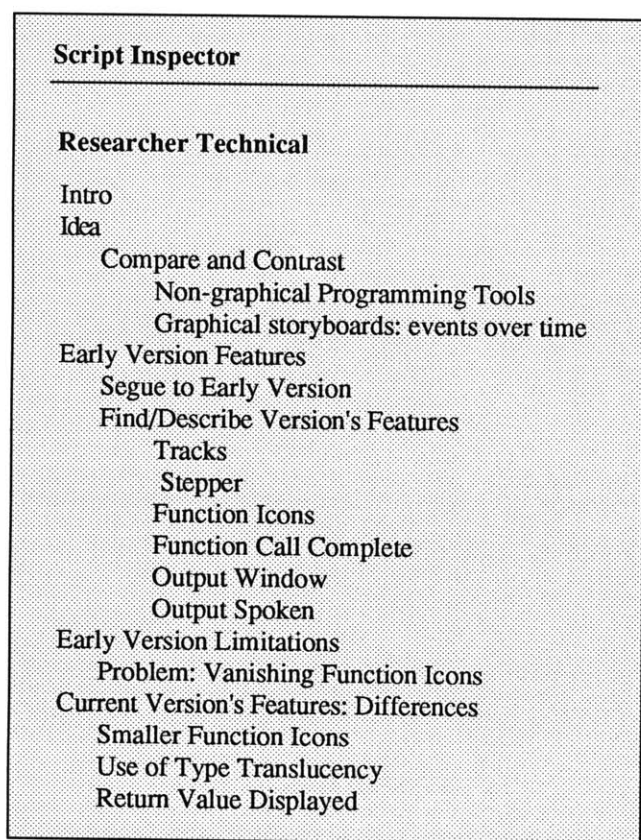 Script Inspector
Researcher Technical
Intro
Idea
Compare and Contrast
Non-graphical Programming Tools
Graphical storyboards: events over time
Early Version Features
Segue to Early Version
Find/Describe Version's Features
Tracks
Stepper
Function Icons
Function Call Complete
Output Window
Output Spoken
Early Version Limitations
Problem: Vanishing Function Icons
Current Version's Features: Differences
Smaller Function Icons
Use of Type Translucency
Return Value Displayed